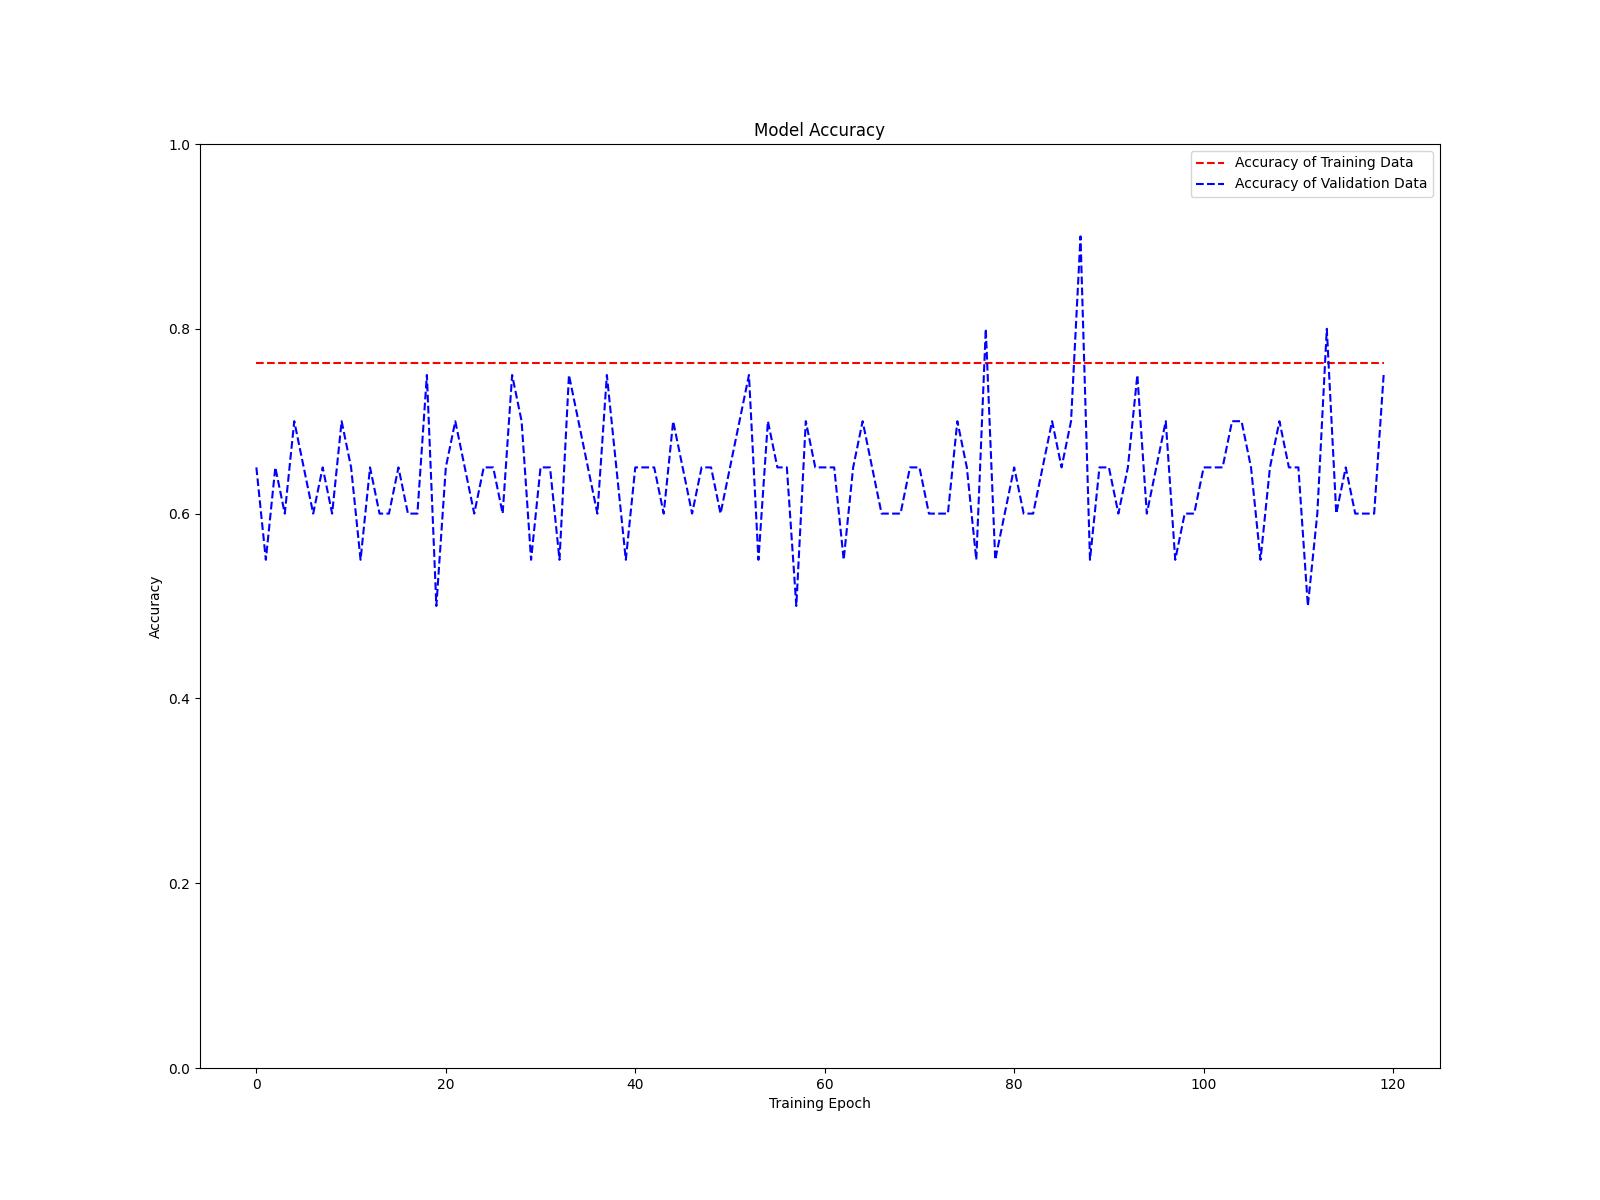 Model Accuracy
1.0
0.8
0.6
0.4
0.2
0.0
Accuracy
Accuracy of Training Data
Accuracy of Validation Data
0 20 40 60 80 100 120
Training Epoch